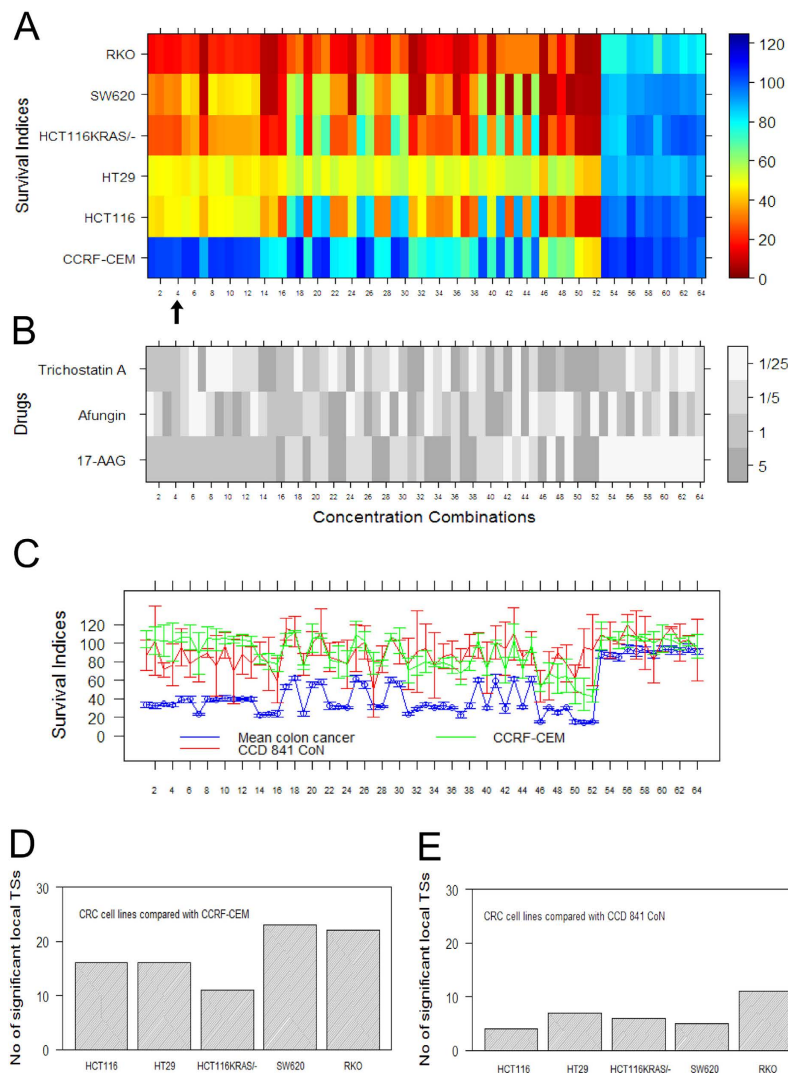 A
Survival Indices
RKO
SW620
HCT116KRAS/-
HT29
HCT116
CCRF-CEM
120
100
80
60
40
20
0
2 4 6 8 10 12 14 16 18 20 22 24 26 28 30 32 34 36 38 40 42 44 46 48 50 52 54 56 58 60 62 64
B
Drugs
Trichostatin A
Afungin
17-AAG
1/25
1/5
1
5
2 4 6 8 10 12 14 16 18 20 22 24 26 28 30 32 34 36 38 40 42 44 46 48 50 52 54 56 58 60 62 64
Concentration Combinations
C
Survival Indices
120
100
80
60
40
20
0
Mean colon cancer
CCD 841 CoN
CCRF-CEM
2 4 6 8 10 12 14 16 18 20 22 24 26 28 30 32 34 36 38 40 42 44 46 48 50 52 54 56 58 60 62 64
D
No of significant local TSs
30
20
10
0
CRC cell lines compared with CCRF-CEM
HCT116 HT29 HCT116KRAS/- SW620 RKO
E
No of significant local TSs
30
20
10
0
CRC cell lines compared with CCD 841 CoN
HCT116 HT29 HCT116KRAS/- SW620 RKO